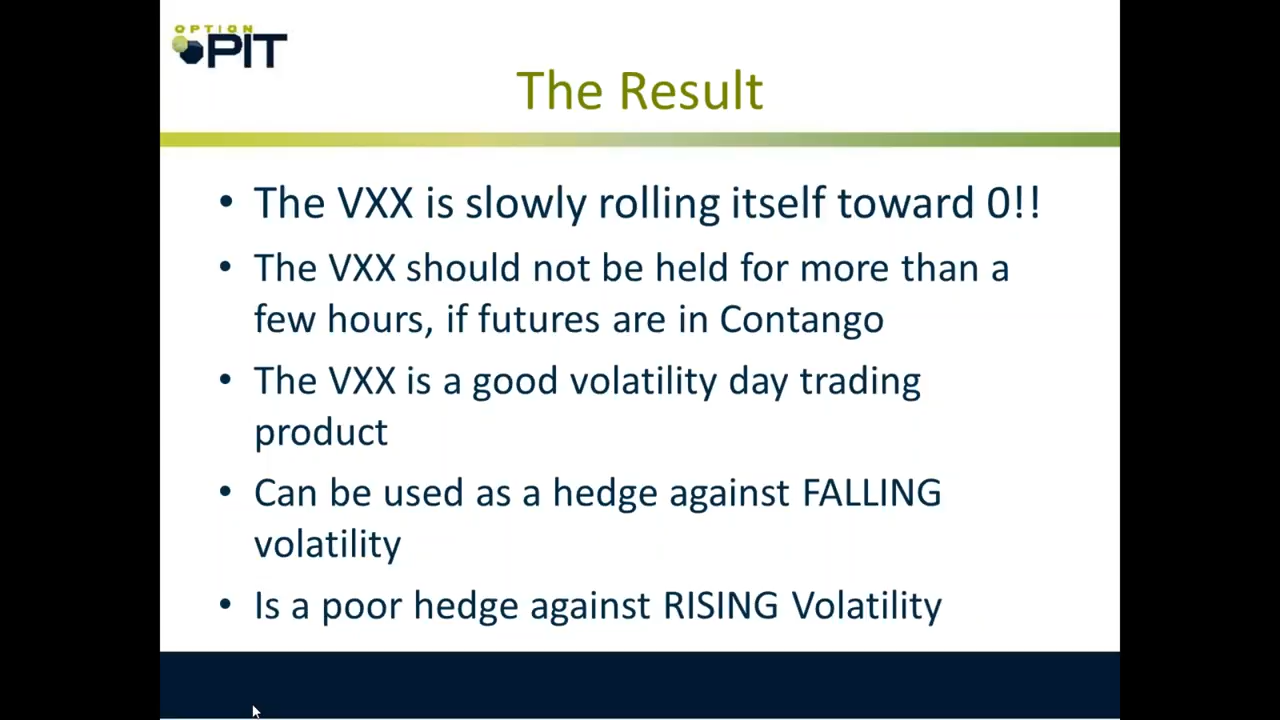 OPTION
PIT
The Result
• The VXX is slowly rolling itself toward 0!!
• The VXX should not be held for more than a
few hours, if futures are in Contango
• The VXX is a good volatility day trading
product
• Can be used as a hedge against FALLING
volatility
• Is a poor hedge against RISING Volatility